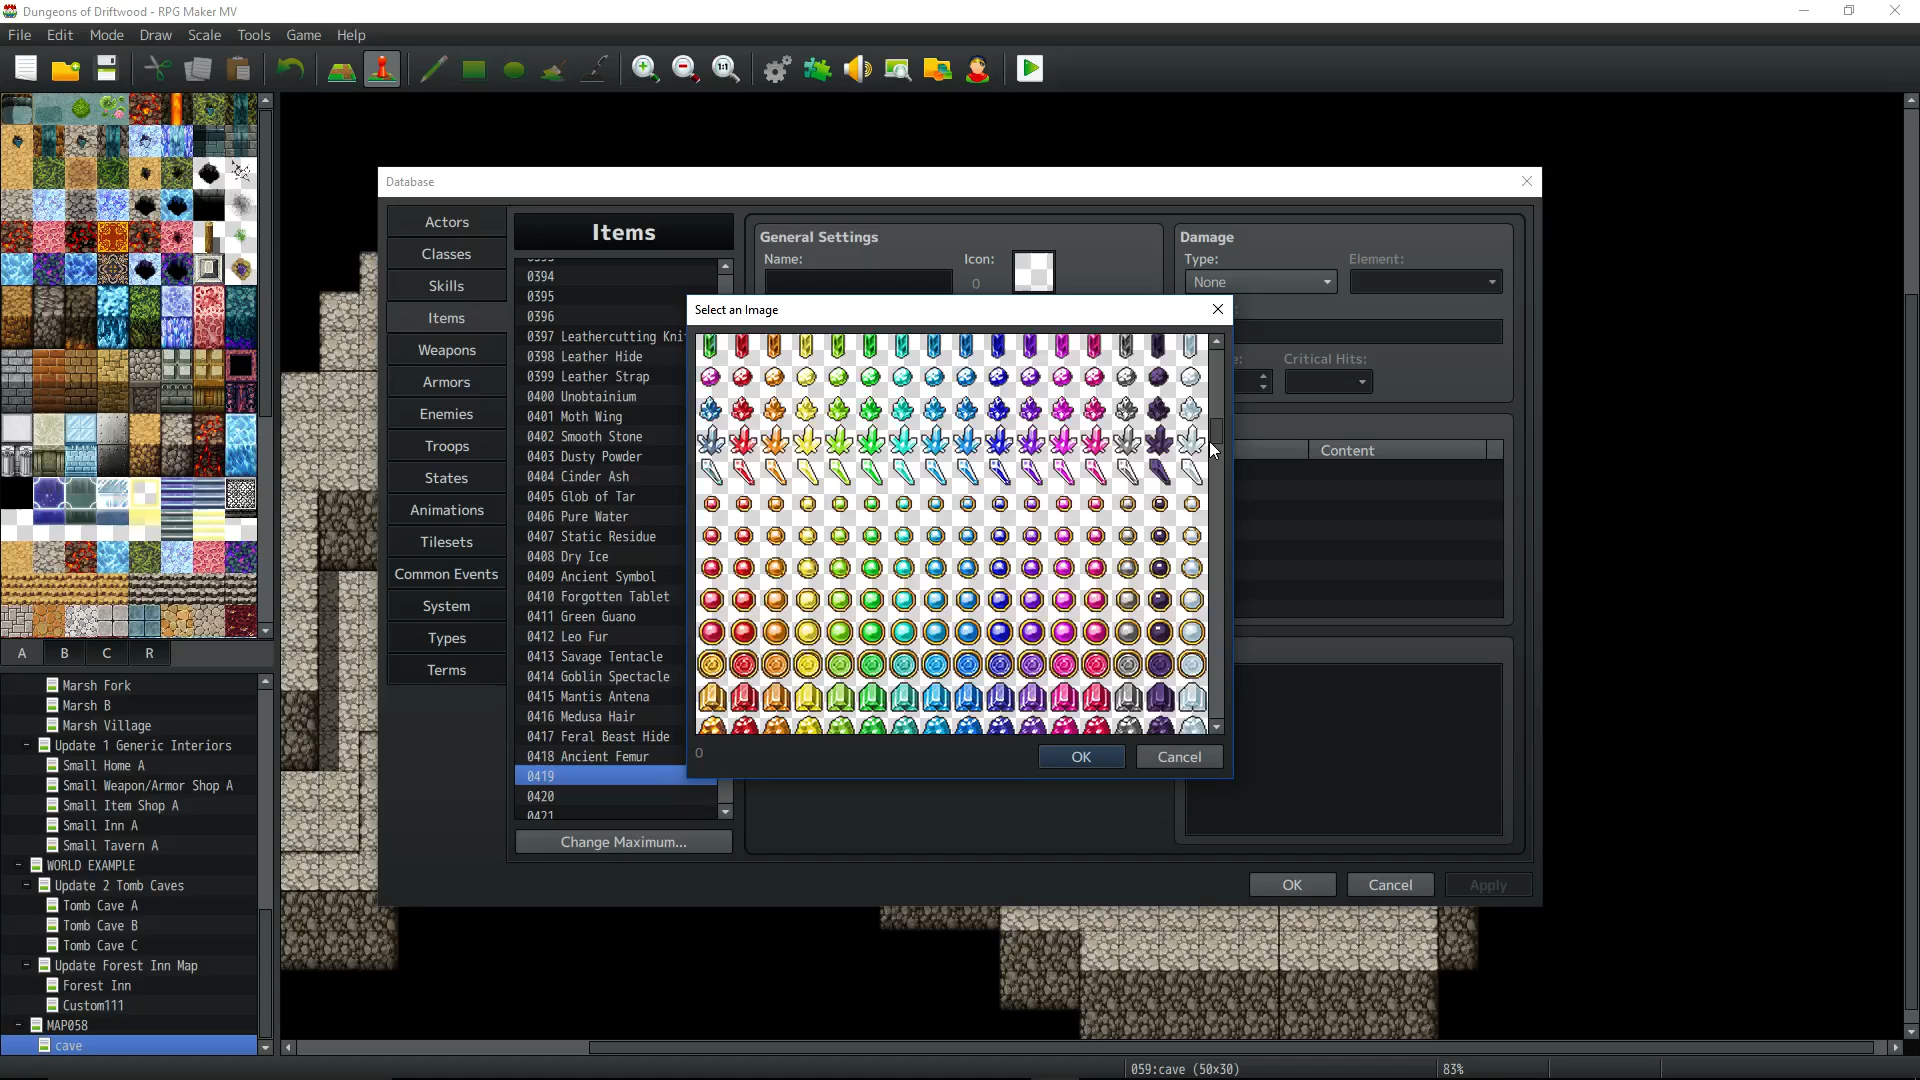 Dungeons of Driftwood - RPG Maker MV
File Edit Mode Draw Scale Tools Game Help
1:1
Database
Actors
Classes
Skills
Items
Weapons
Armors
Enemies
Troops
States
Animations
Tilesets
Common Events
System
Types
Terms
Items
0394
0395
0396
0397 Leathercutting Kni
0398 Leather Hide
0399 Leather Strap
0400 Unobtainium
0401 Moth Wing
0402 Smooth Stone
0403 Dusty Powder
0404 Cinder Ash
0405 Glob of Tar
0406 Pure Water
0407 Static Residue
0408 Dry Ice
0409 Ancient Symbol
0410 Forgotten Tablet
0411 Green Guano
0412 Leo Fur
0413 Savage Tentacle
0414 Goblin Spectacle
0415 Mantis Antena
0416 Medusa Hair
0417 Feral Beast Hide
0418 Ancient Femur
0419
0420
0421
Change Maximum...
General Settings
Name: Icon:
0
Damage
Type: Element:
None
Critical Hits:
Content
Select an Image
0
OK Cancel
OK Cancel Apply
A B C R
Marsh Fork
Marsh B
Marsh Village
Update 1 Generic Interiors
Small Home A
Small Weapon/Armor Shop A
Small Item Shop A
Small Inn A
Small Tavern A
WORLD EXAMPLE
Update 2 Tomb Caves
Tomb Cave A
Tomb Cave B
Tomb Cave C
Update Forest Inn Map
Forest Inn
Custom111
MAP058
cave
059:cave (50x30) 83%